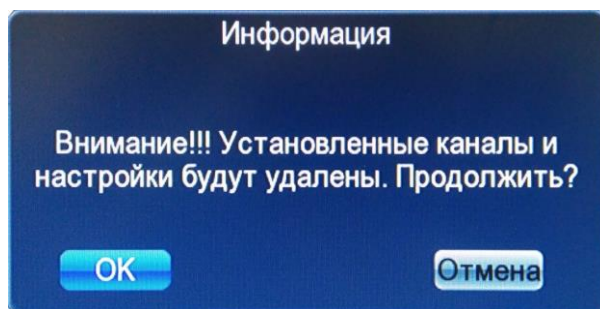 Информация
Внимание!!! Установленные каналы и
настройки будут удалены. Продолжить?
OK
Отмена